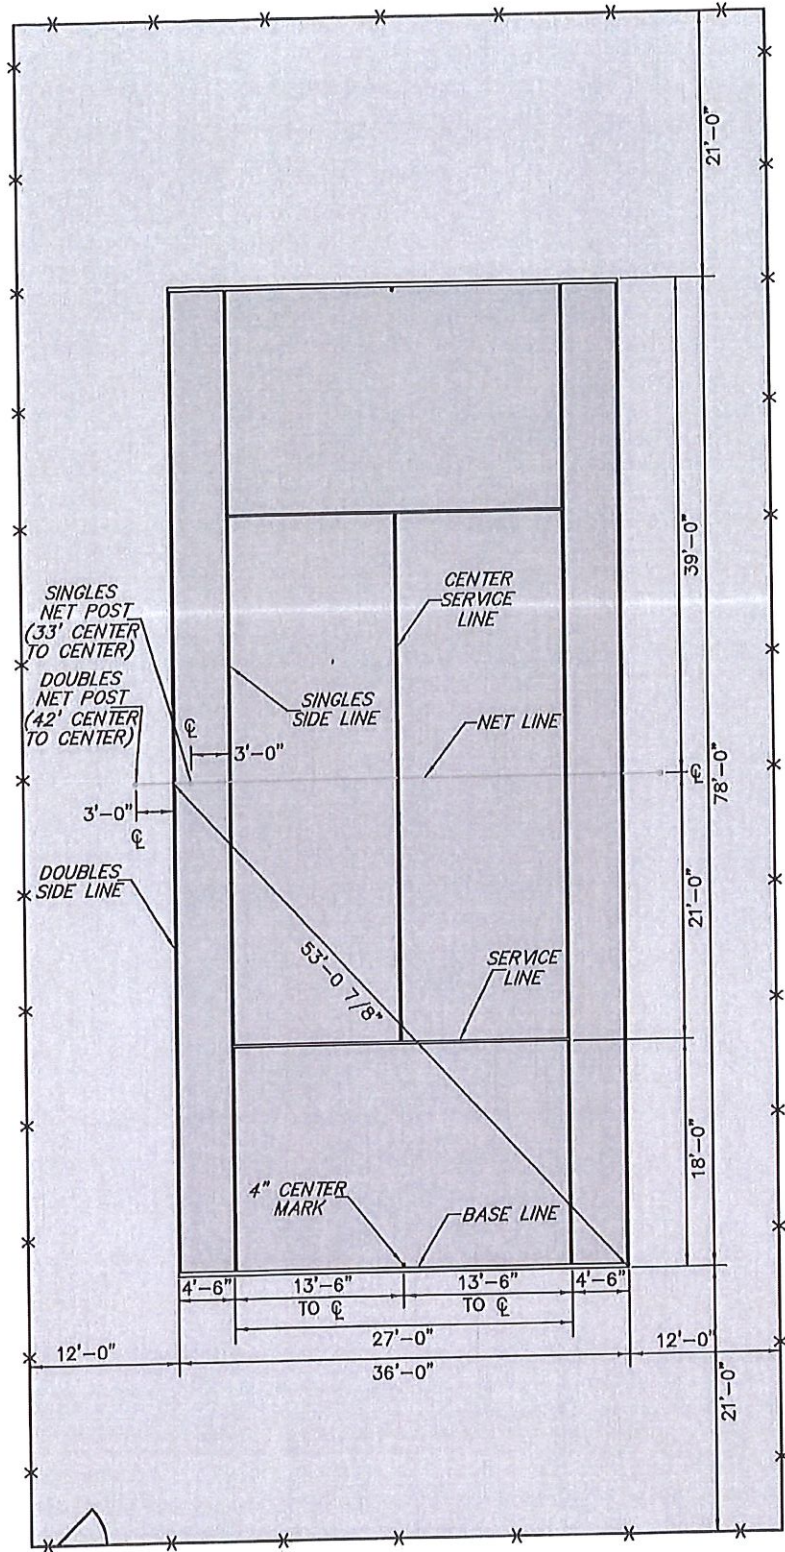 21'-0"
SINGLES
NET POST
(33' CENTER
TO CENTER)
DOUBLES
NET POST
(42' CENTER
TO CENTER)
CENTER
SERVICE
LINE
39'-0"
SINGLES
SIDE LINE
NET LINE
℄
3'-0"
3'-0"
℄
℄
78'-0"
DOUBLES
SIDE LINE
53'-0 7/8"
SERVICE
LINE
21'-0"
18'-0"
4" CENTER
MARK
BASE LINE
4'-6"
13'-6"
TO ℄
13'-6"
TO ℄
4'-6"
27'-0"
12'-0"
36'-0"
12'-0"
21'-0"